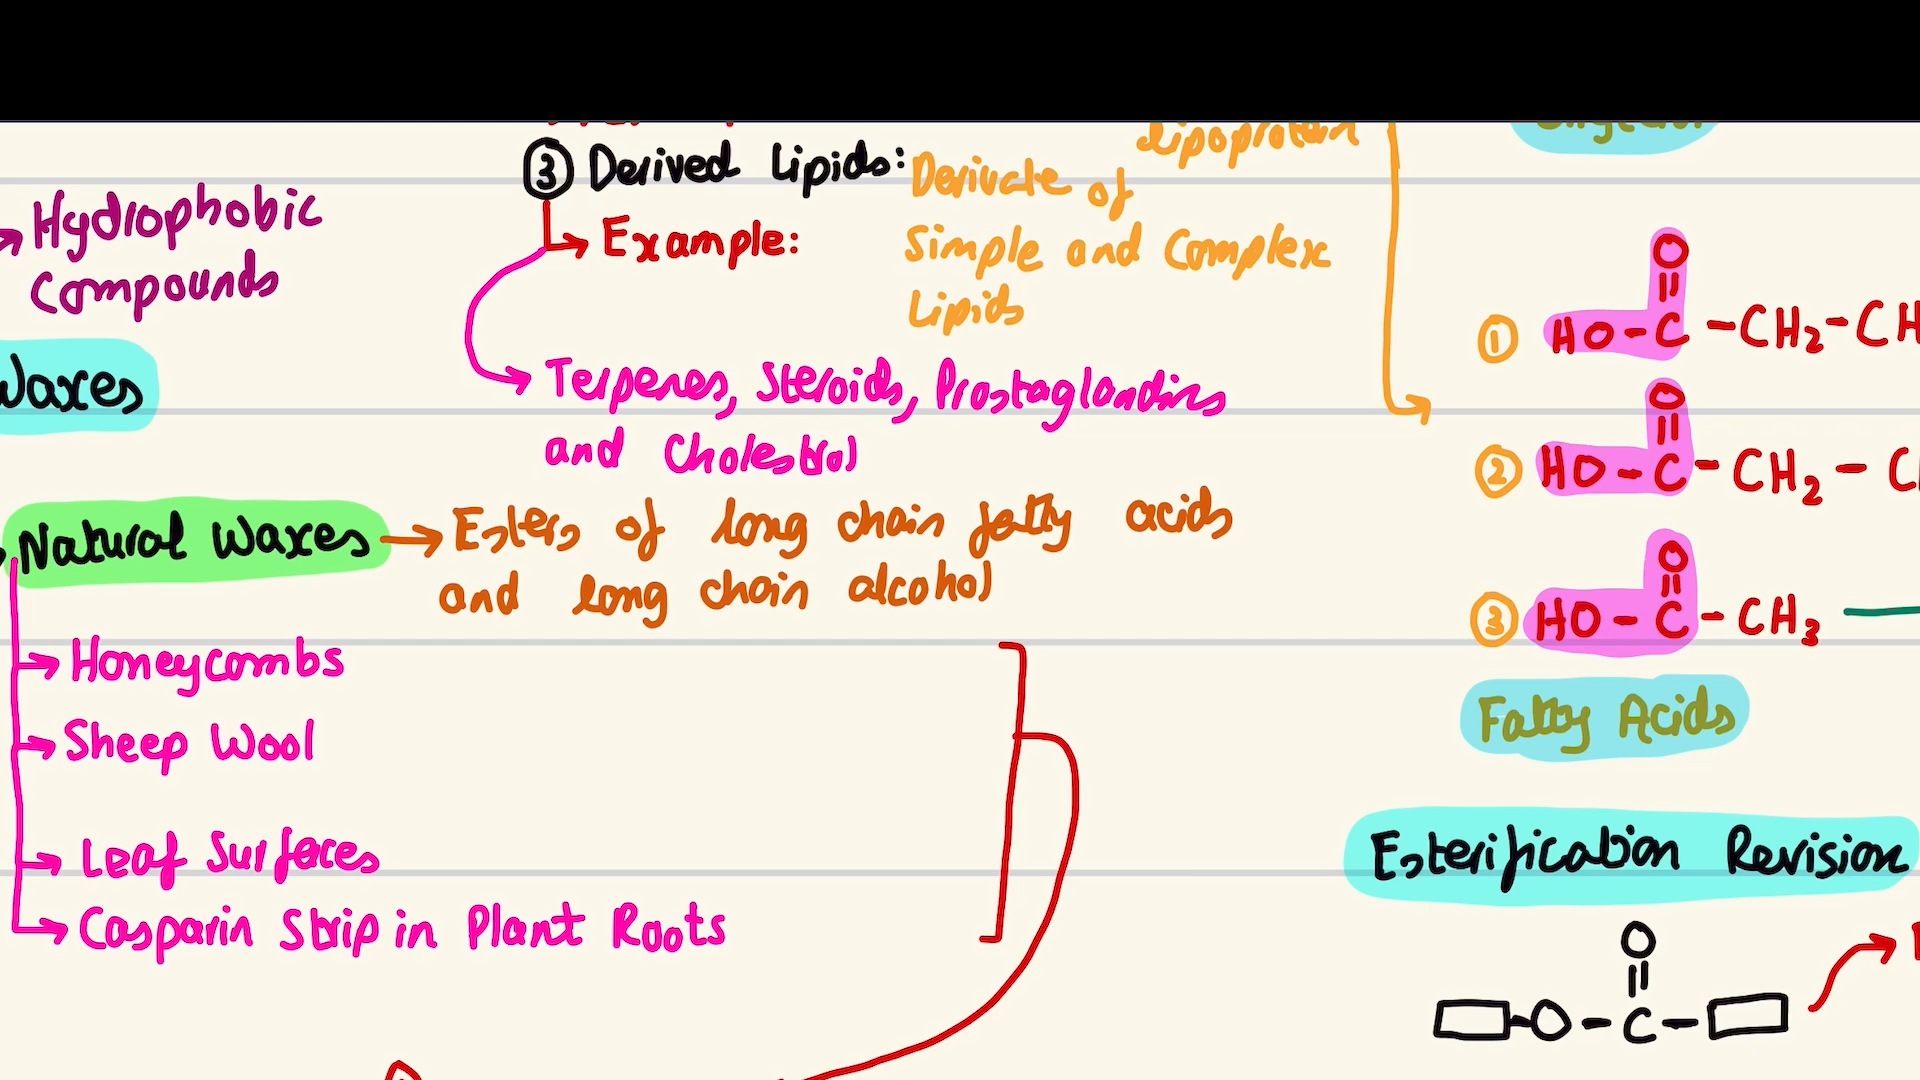 lipoprotein
③ Derived Lipids: Derivate of
Simple and Complex
Lipids
Example:
Terpenes, Steroids, Prostaglandins
and Cholestrol
Hydrophobic
Compounds
Waxes
Natural Waxes → Esters of long chain fatty acids
and long chain alcohol
Honeycombs
Sheep Wool
Leaf Surfaces
Casparin Strip in Plant Roots
O
① HO-C-CH₂-CH
O
② HO-C-CH₂-
O
③ HO-C-CH₃
Fatty Acids
Esterification Revision
O
O-C-